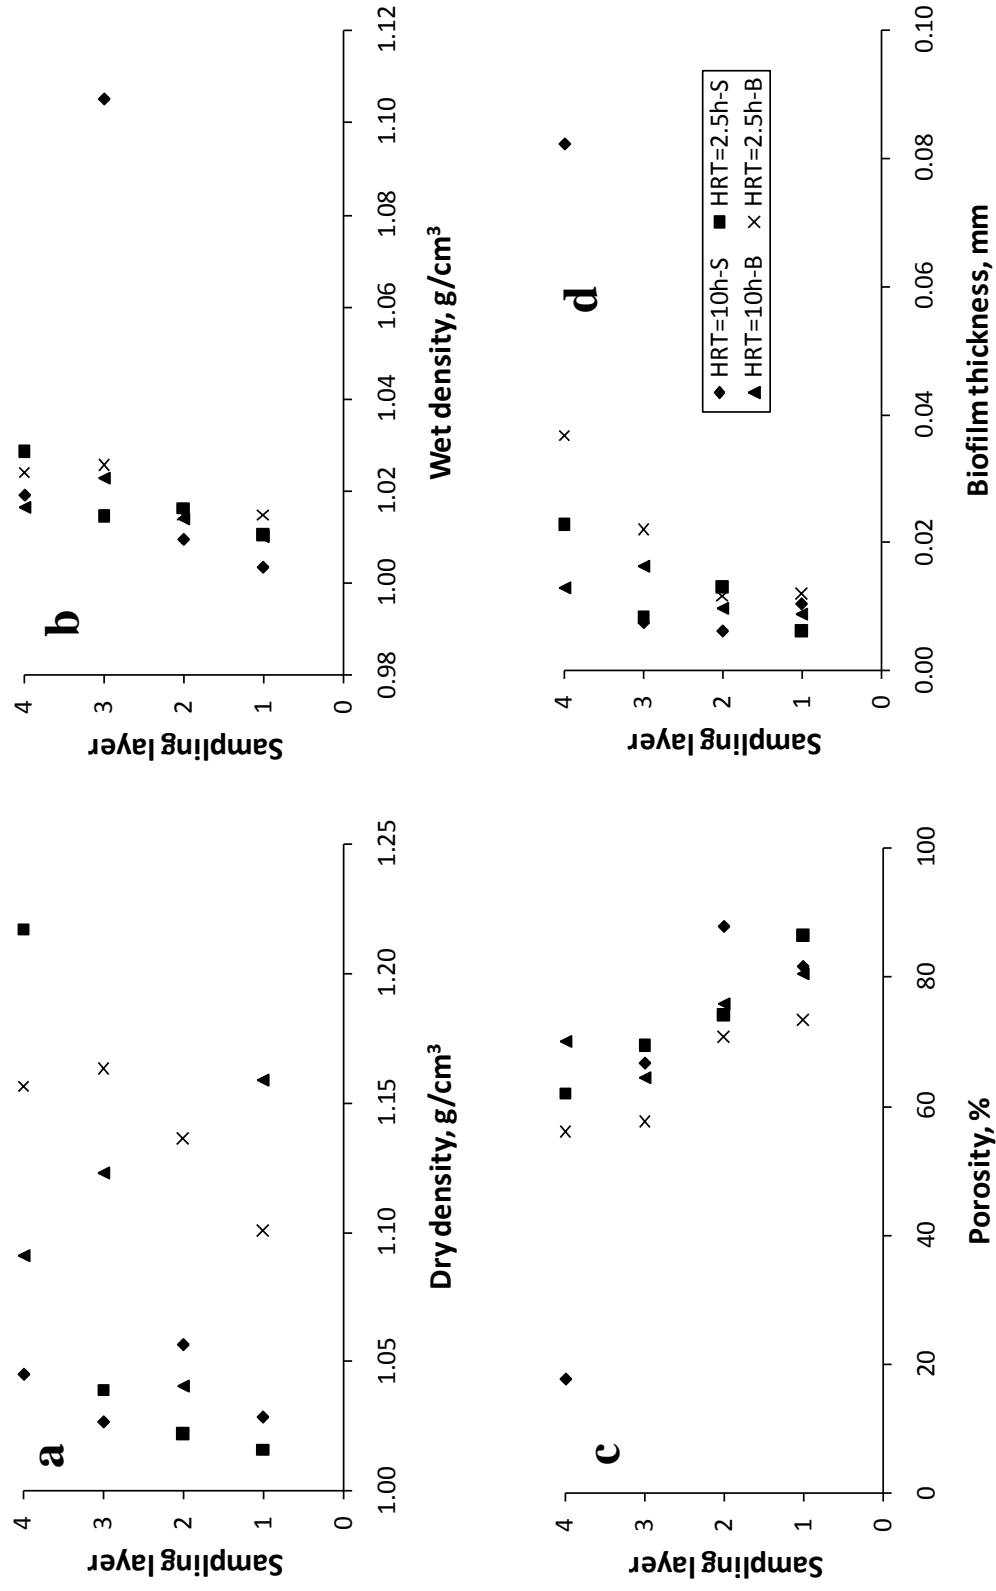 a
4
3
2
1
0
Sampling layer
1.00
1.05
1.10
1.15
1.20
1.25
Dry density, g/cm³
b
4
3
2
1
0
Sampling layer
0.98
1.00
1.02
1.04
1.06
1.08
1.10
1.12
Wet density, g/cm³
c
4
3
2
1
0
Sampling layer
0
20
40
60
80
100
Porosity, %
d
4
3
2
1
0
Sampling layer
HRT=10h-S
HRT=2.5h-S
HRT=10h-B
HRT=2.5h-B
0.00
0.02
0.04
0.06
0.08
0.10
Biofilm thickness, mm